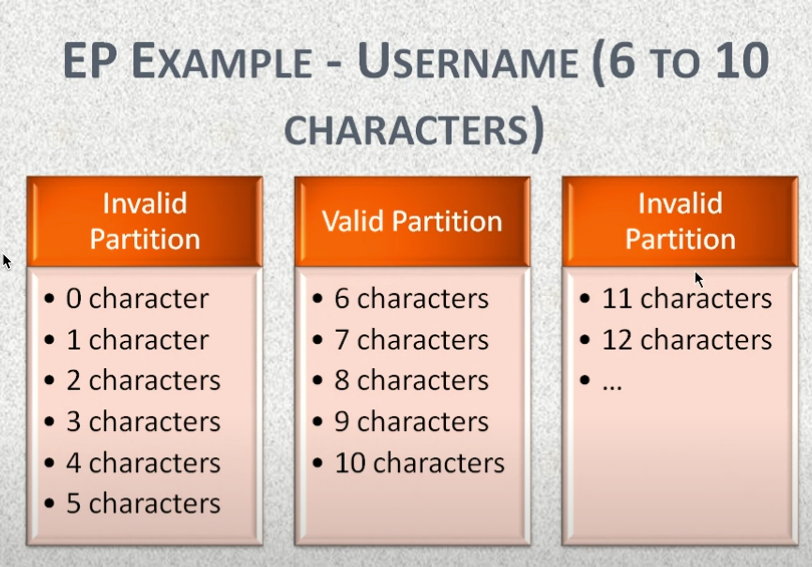 EP EXAMPLE - USERNAME (6 TO 10
CHARACTERS)
Invalid
Partition
• 0 character
• 1 character
• 2 characters
• 3 characters
• 4 characters
• 5 characters
Valid Partition
• 6 characters
• 7 characters
• 8 characters
• 9 characters
• 10 characters
Invalid
Partition
• 11 characters
• 12 characters
• ...